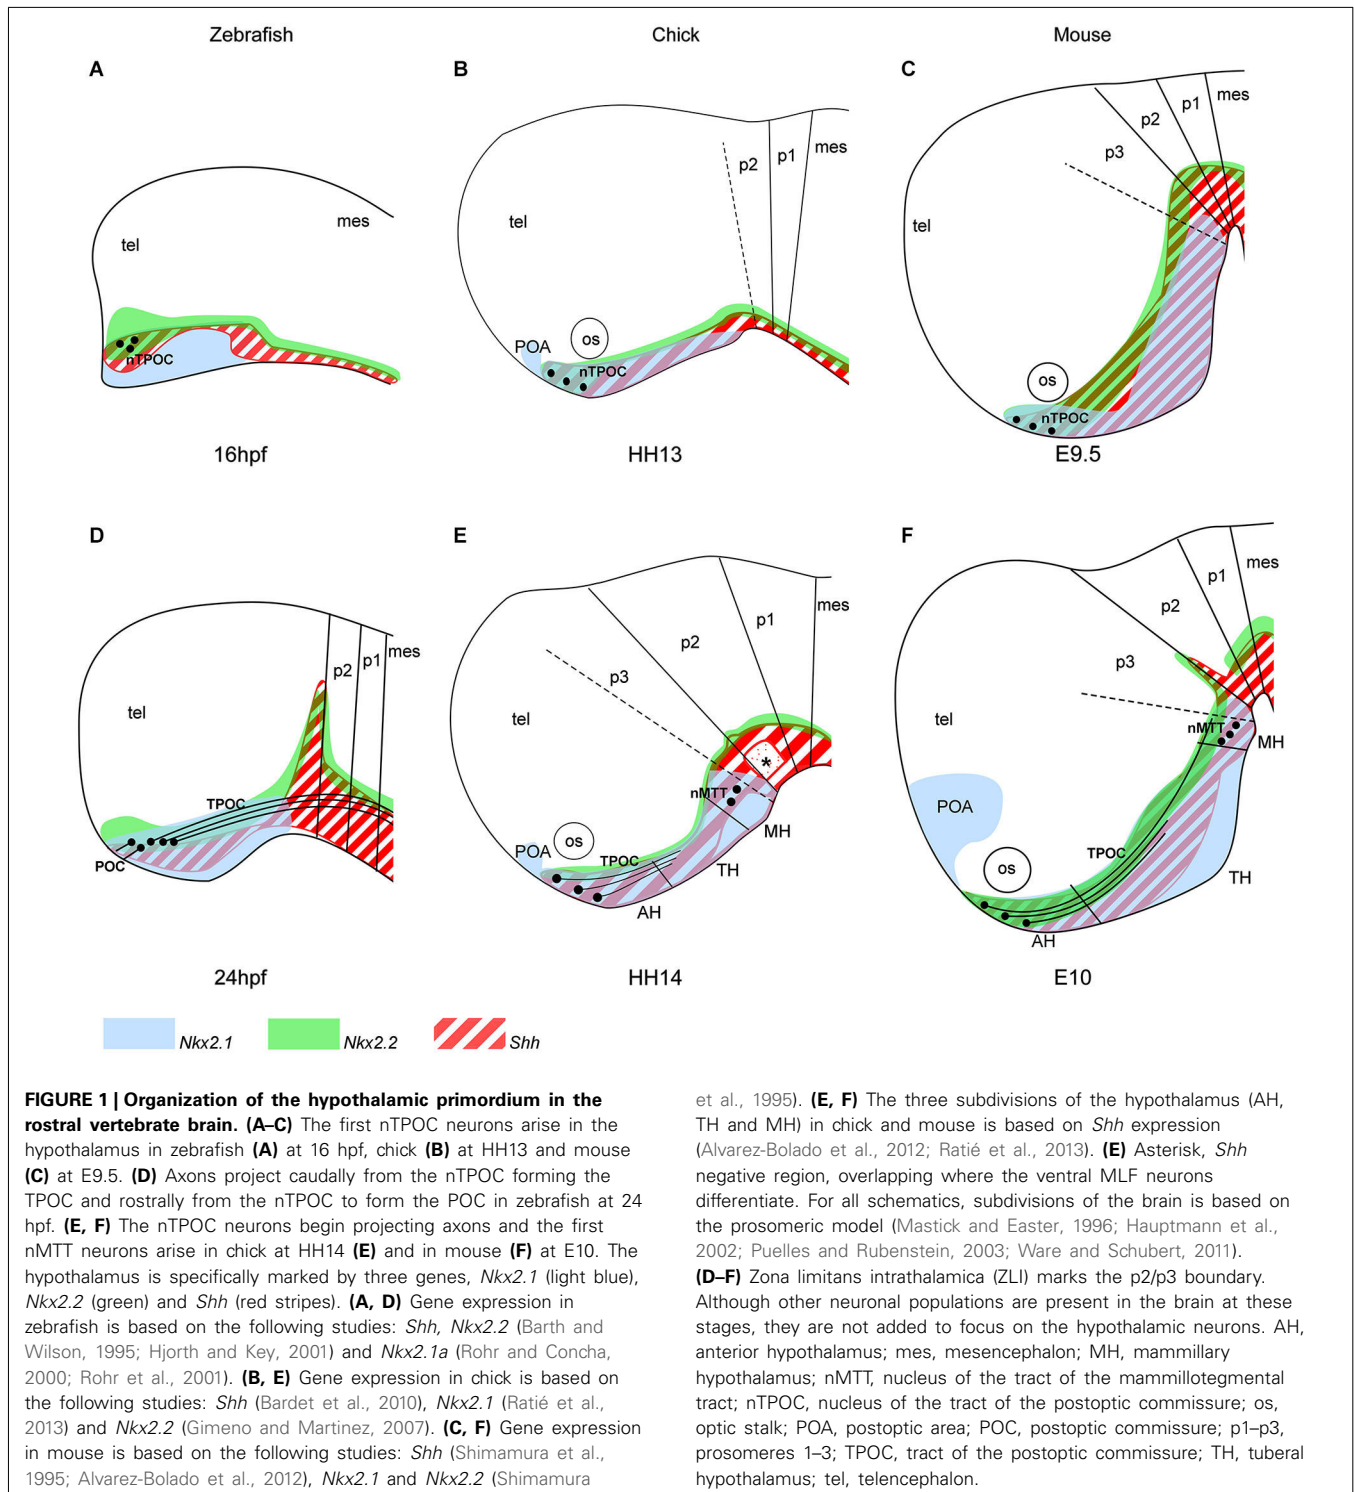 Zebrafish
Chick
Mouse
A
tel
mes
nTPOC
16hpf
B
tel
p2
p1
mes
POA
os
nTPOC
HH13
C
tel
p3
p2
p1
mes
os
nTPOC
E9.5
D
tel
p2
p1
mes
TPOC
POC
24hpf
E
tel
p3
p2
p1
mes
*
nMTT
MH
POA
os
TPOC
TH
AH
HH14
F
tel
p3
p2
p1
mes
nMTT
MH
POA
os
TPOC
TH
AH
E10
Nkx2.1
Nkx2.2
Shh
FIGURE 1 | Organization of the hypothalamic primordium in the
rostral vertebrate brain. (A–C) The first nTPOC neurons arise in the
hypothalamus in zebrafish (A) at 16 hpf, chick (B) at HH13 and mouse
(C) at E9.5. (D) Axons project caudally from the nTPOC forming the
TPOC and rostrally from the nTPOC to form the POC in zebrafish at 24
hpf. (E, F) The nTPOC neurons begin projecting axons and the first
nMTT neurons arise in chick at HH14 (E) and in mouse (F) at E10. The
hypothalamus is specifically marked by three genes, Nkx2.1 (light blue),
Nkx2.2 (green) and Shh (red stripes). (A, D) Gene expression in
zebrafish is based on the following studies: Shh, Nkx2.2 (Barth and
Wilson, 1995; Hjorth and Key, 2001) and Nkx2.1a (Rohr and Concha,
2000; Rohr et al., 2001). (B, E) Gene expression in chick is based on
the following studies: Shh (Bardet et al., 2010), Nkx2.1 (Ratié et al.,
2013) and Nkx2.2 (Gimeno and Martinez, 2007). (C, F) Gene expression
in mouse is based on the following studies: Shh (Shimamura et al.,
1995; Alvarez-Bolado et al., 2012), Nkx2.1 and Nkx2.2 (Shimamura
et al., 1995). (E, F) The three subdivisions of the hypothalamus (AH,
TH and MH) in chick and mouse is based on Shh expression
(Alvarez-Bolado et al., 2012; Ratié et al., 2013). (E) Asterisk, Shh
negative region, overlapping where the ventral MLF neurons
differentiate. For all schematics, subdivisions of the brain is based on
the prosomeric model (Mastick and Easter, 1996; Hauptmann et al.,
2002; Puelles and Rubenstein, 2003; Ware and Schubert, 2011).
(D–F) Zona limitans intrathalamica (ZLI) marks the p2/p3 boundary.
Although other neuronal populations are present in the brain at these
stages, they are not added to focus on the hypothalamic neurons. AH,
anterior hypothalamus; mes, mesencephalon; MH, mammillary
hypothalamus; nMTT, nucleus of the tract of the mammillotegmental
tract; nTPOC, nucleus of the tract of the postoptic commissure; os,
optic stalk; POA, postoptic area; POC, postoptic commissure; p1–p3,
prosomeres 1–3; TPOC, tract of the postoptic commissure; TH, tuberal
hypothalamus; tel, telencephalon.